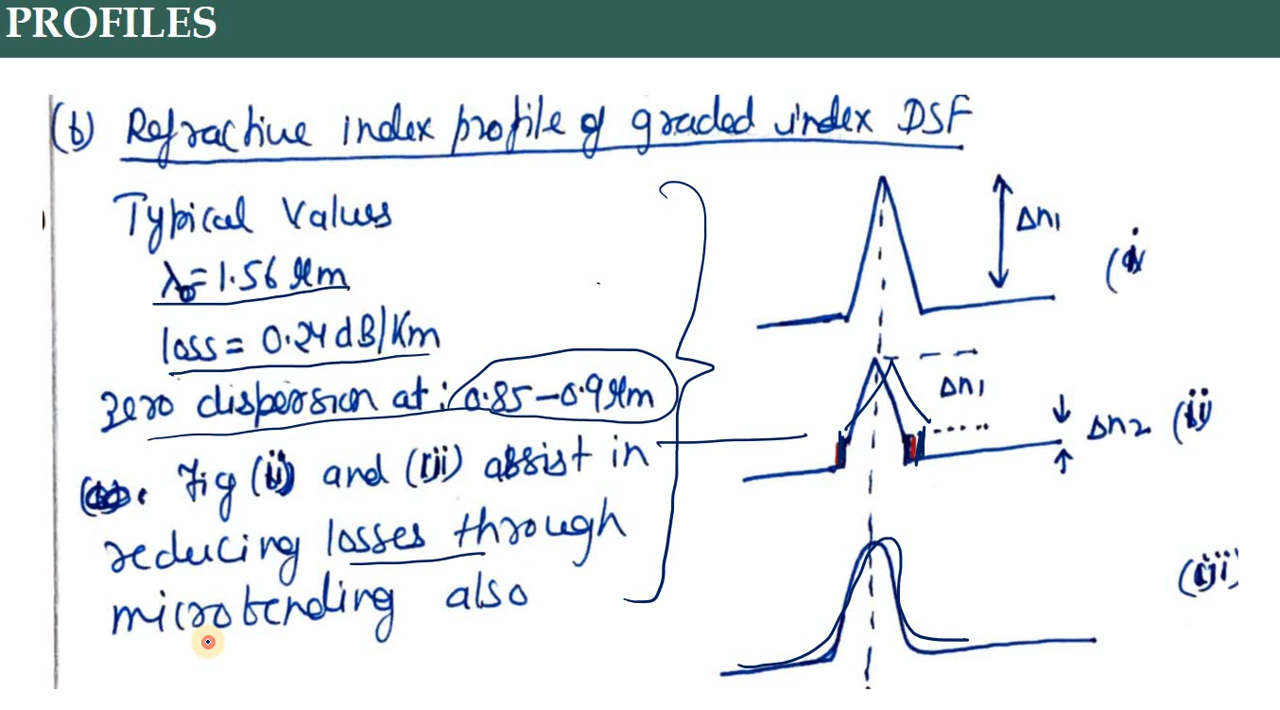 PROFILES
(b) Refractive index profile of graded index DSF
Typical Values
λ₀=1.56 μm
loss = 0.24 dB/Km
Zero dispersion at: 0.85–0.9 μm
Fig (ii) and (iii) assist in
reducing losses through
microbending also
Δn1
(i)
Δn1
Δn2 (ii)
(iii)